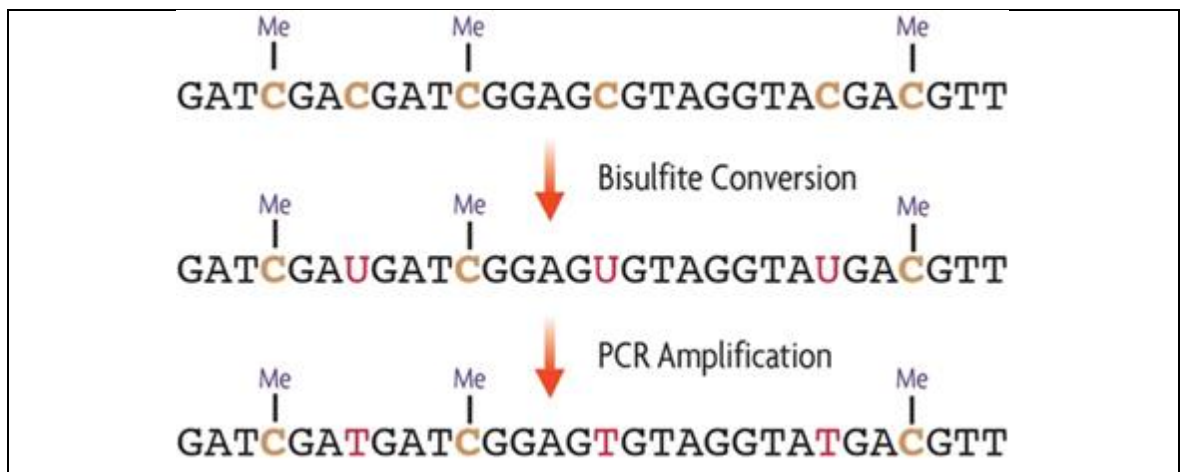 Me Me Me
GATCGACGATCGGAGCGTAGGTACGACGTT
Bisulfite Conversion
Me Me Me
GATCGAUGATCGGAGUGTAGGTAUGACGTT
PCR Amplification
Me Me Me
GATCGATGATCGGAGTGTAGGTATGACGTT